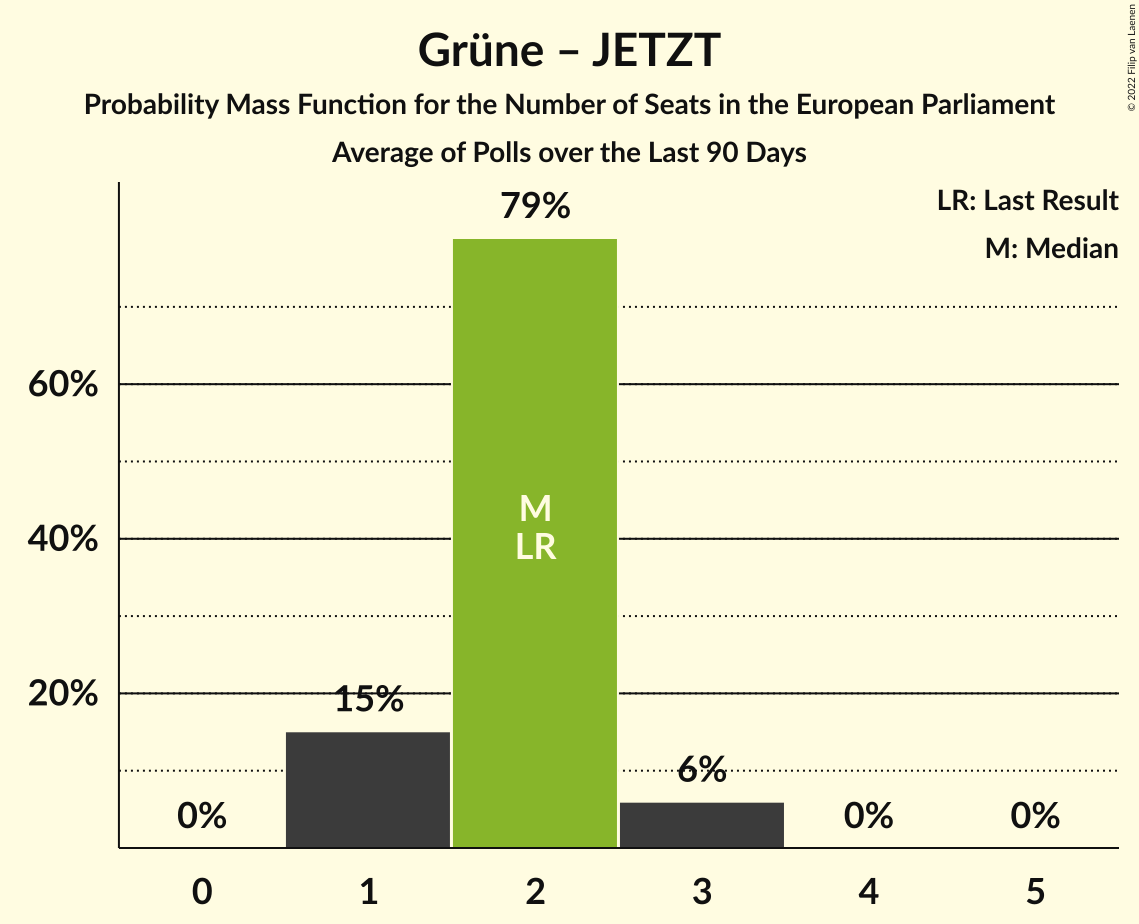 Grüne – JETZT
Probability Mass Function for the Number of Seats in the European Parliament
Average of Polls over the Last 90 Days
© 2022 Filip van Laenen
LR: Last Result
M: Median
79%
60%
M
40%
LR
20%
15%
6%
0%
0%
0%
0 1 2 3 4 5